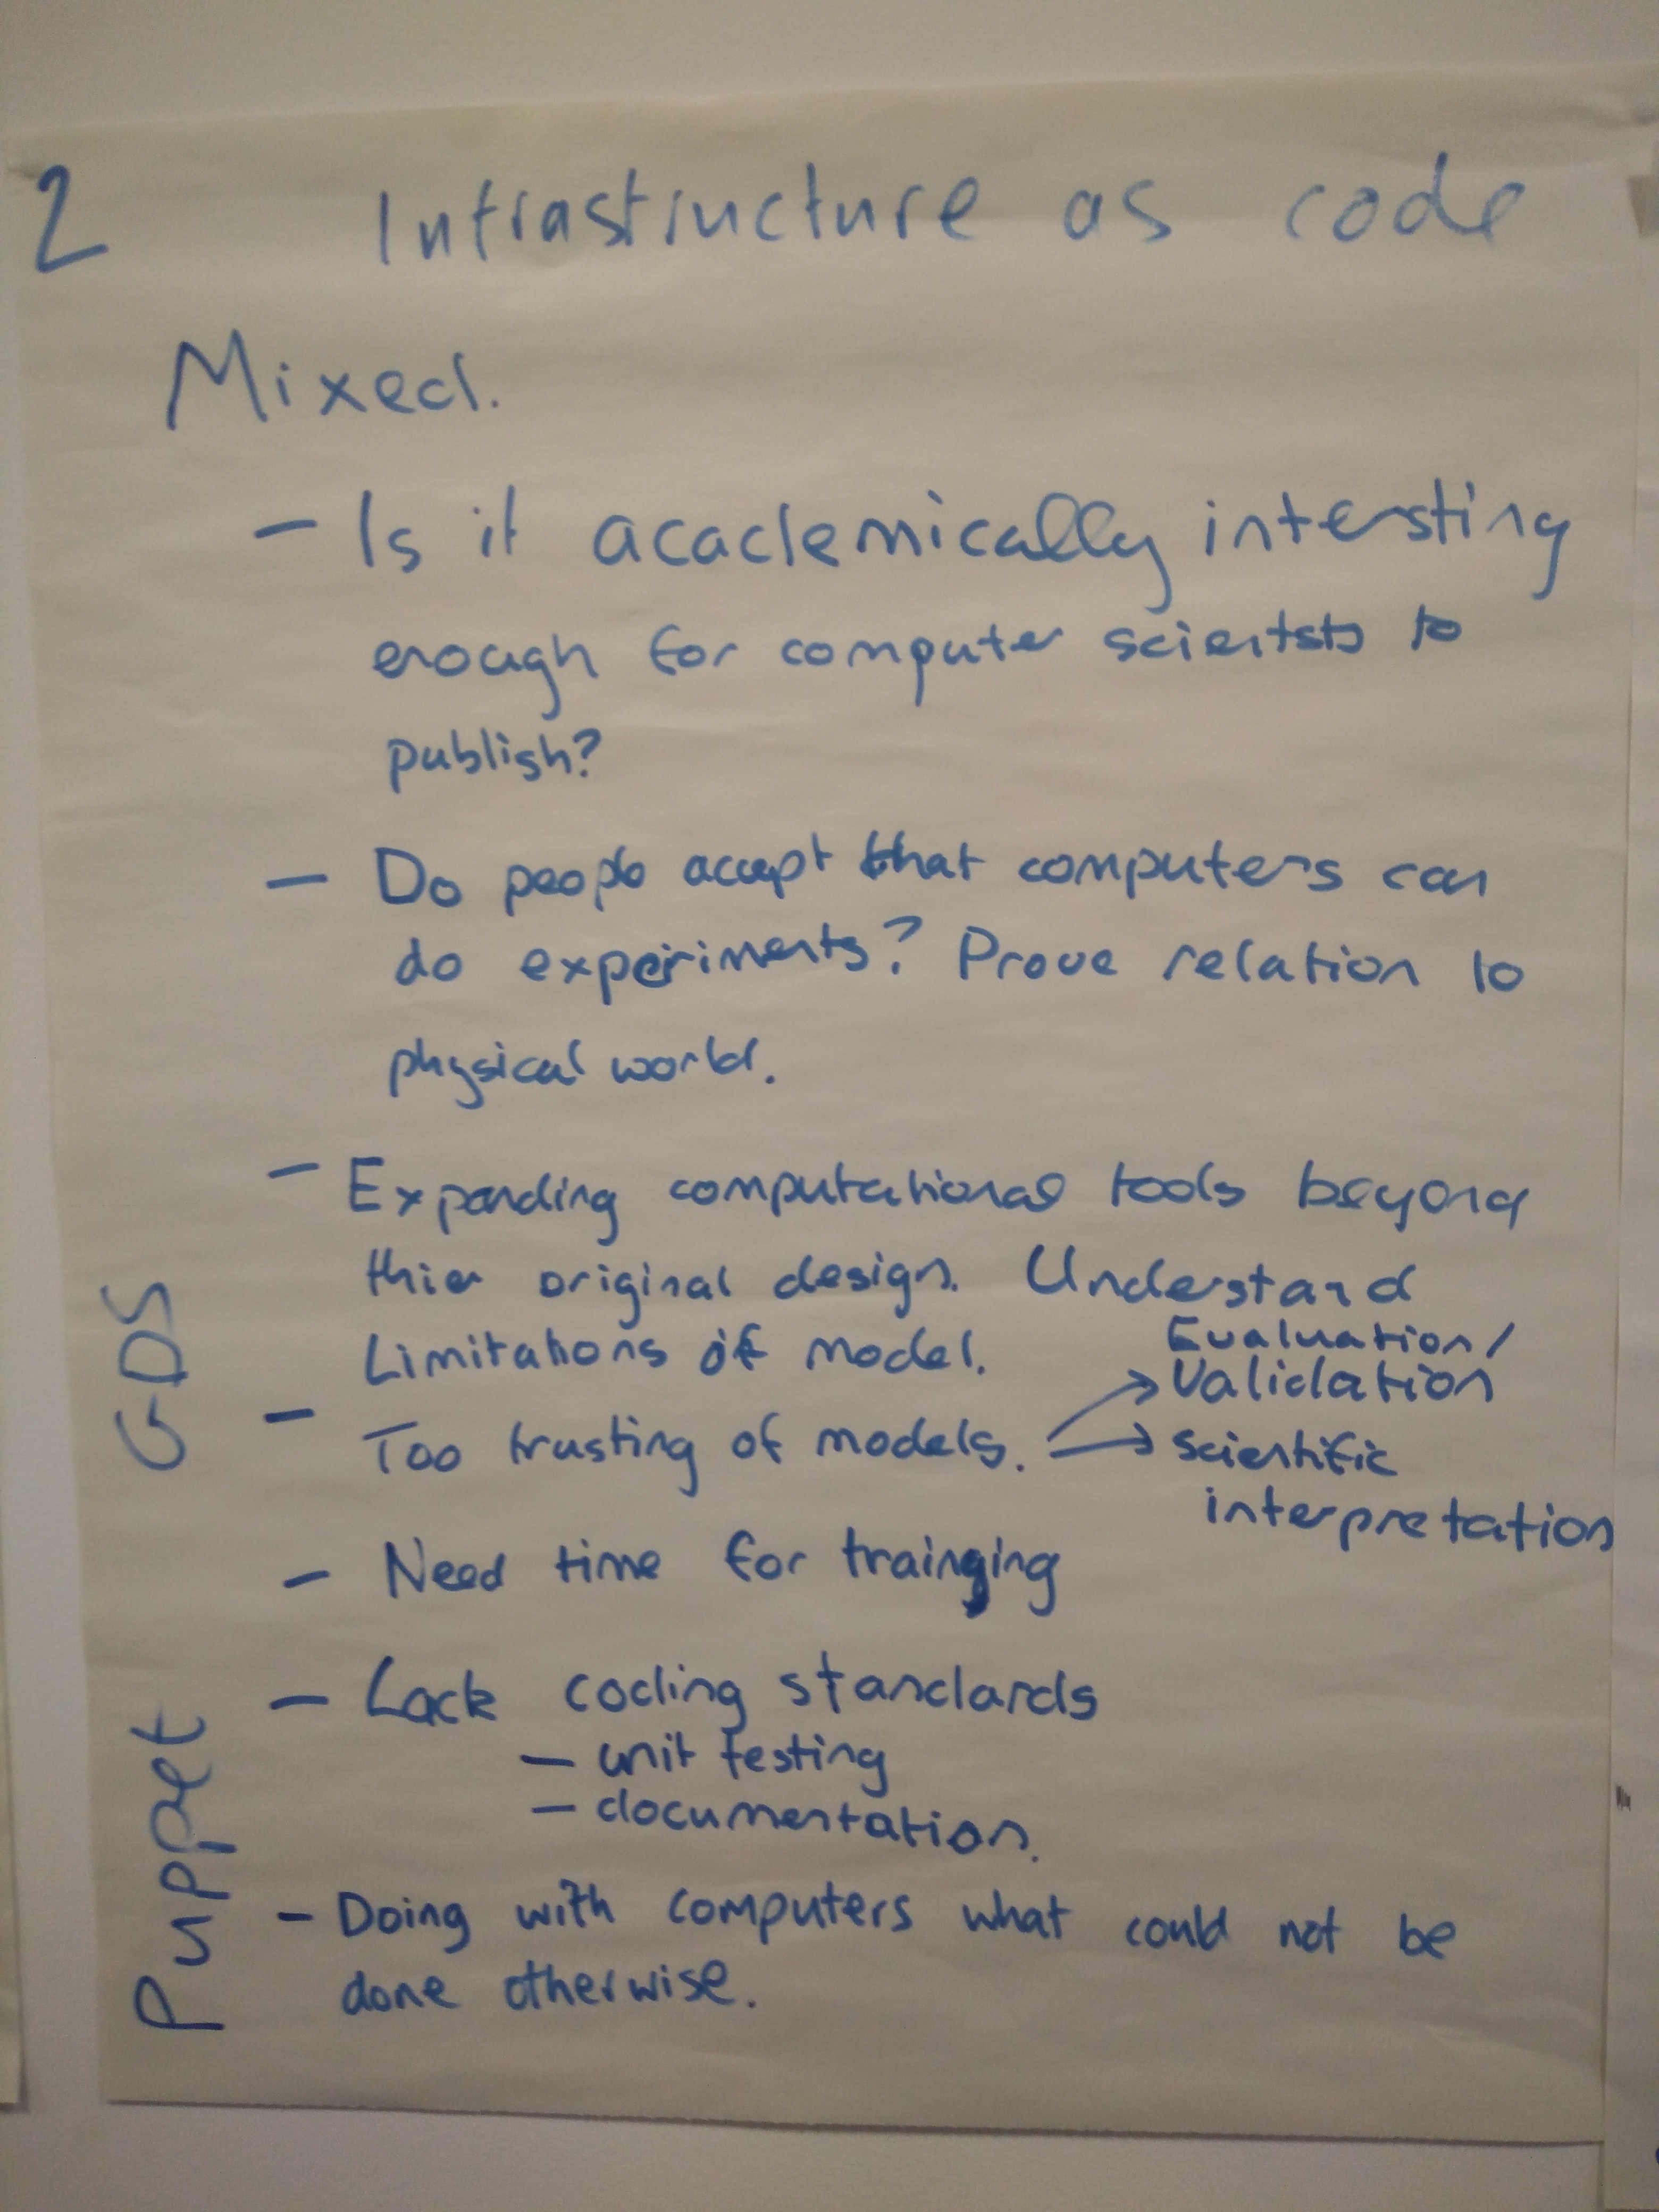 2 Infrastructure as code
Mixed.
- Is it academically intersting
enough for computer scientsts to
publish?
- Do people accept that computers can
do experiments? Prove relation to
physical world.
- Expanding computational tools beyond
thier original design. Understand
Limitations of model.
- Too trusting of models. → Evaluation/
Validation
→ scientific
interpretation
- Need time for trainging
- Lack coding standards
- unit testing
- documentation.
- Doing with computers what could not be
done otherwise.
GDS
Puppet